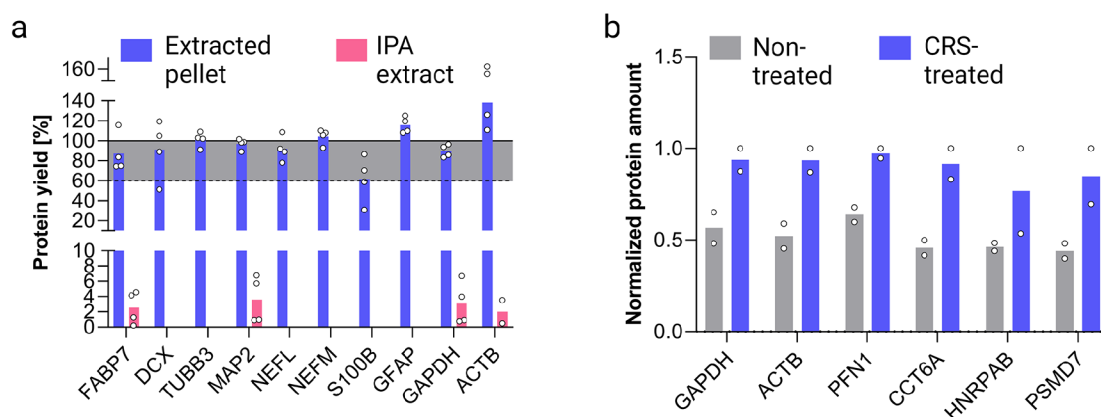 a
Extracted
pellet
IPA
extract
Protein yield [%]
160
140
120
100
80
60
40
20
10
8
6
4
2
0
FABP7
DCX
TUBB3
MAP2
NEFL
NEFM
S100B
GFAP
GAPDH
ACTB
b
Non-
treated
CRS-
treated
Normalized protein amount
1.5
1.0
0.5
0.0
GAPDH
ACTB
PFN1
CCT6A
HNRPAB
PSMD7